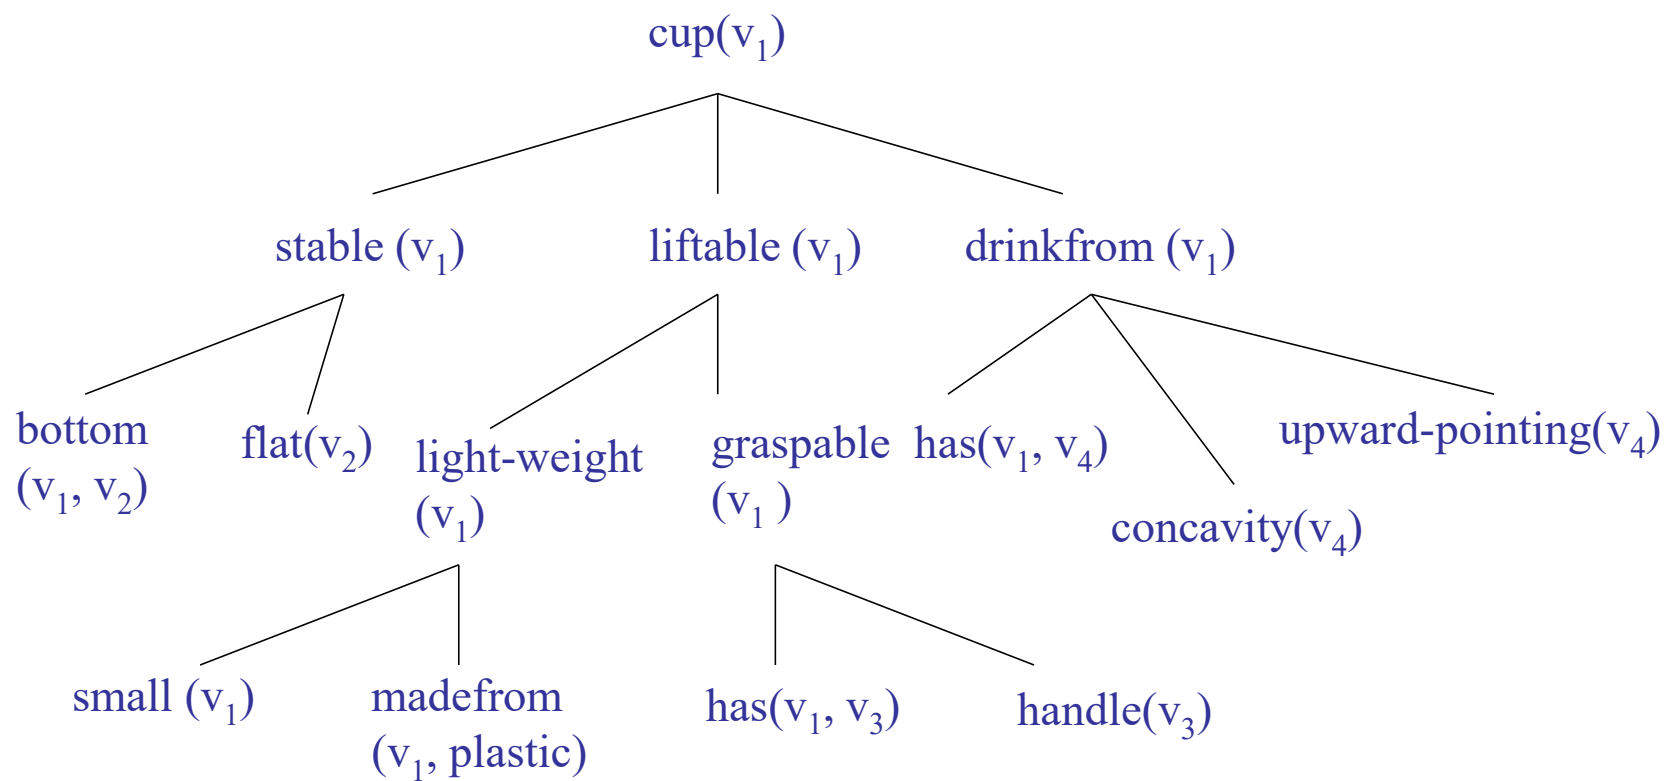 cup(v₁)
stable (v₁)
liftable (v₁)
drinkfrom (v₁)
bottom
(v₁, v₂)
flat(v₂)
light-weight
(v₁)
graspable
(v₁ )
has(v₁, v₄)
concavity(v₄)
upward-pointing(v₄)
small (v₁)
madefrom
(v₁, plastic)
has(v₁, v₃)
handle(v₃)